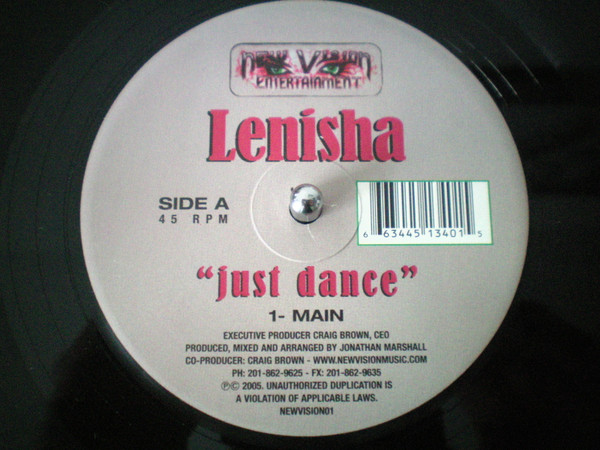 NEW VISION
ENTERTAINMENT
Lenisha
SIDE A
45 RPM
6 63445 13401 5
"just dance"
1- MAIN
EXECUTIVE PRODUCER CRAIG BROWN, CEO
PRODUCED, MIXED AND ARRANGED BY JONATHAN MARSHALL
CO-PRODUCER: CRAIG BROWN - WWW.NEWVISIONMUSIC.COM
PH: 201-862-9625 - FX: 201-862-9635
℗© 2005. UNAUTHORIZED DUPLICATION IS
A VIOLATION OF APPLICABLE LAWS.
NEWVISION01